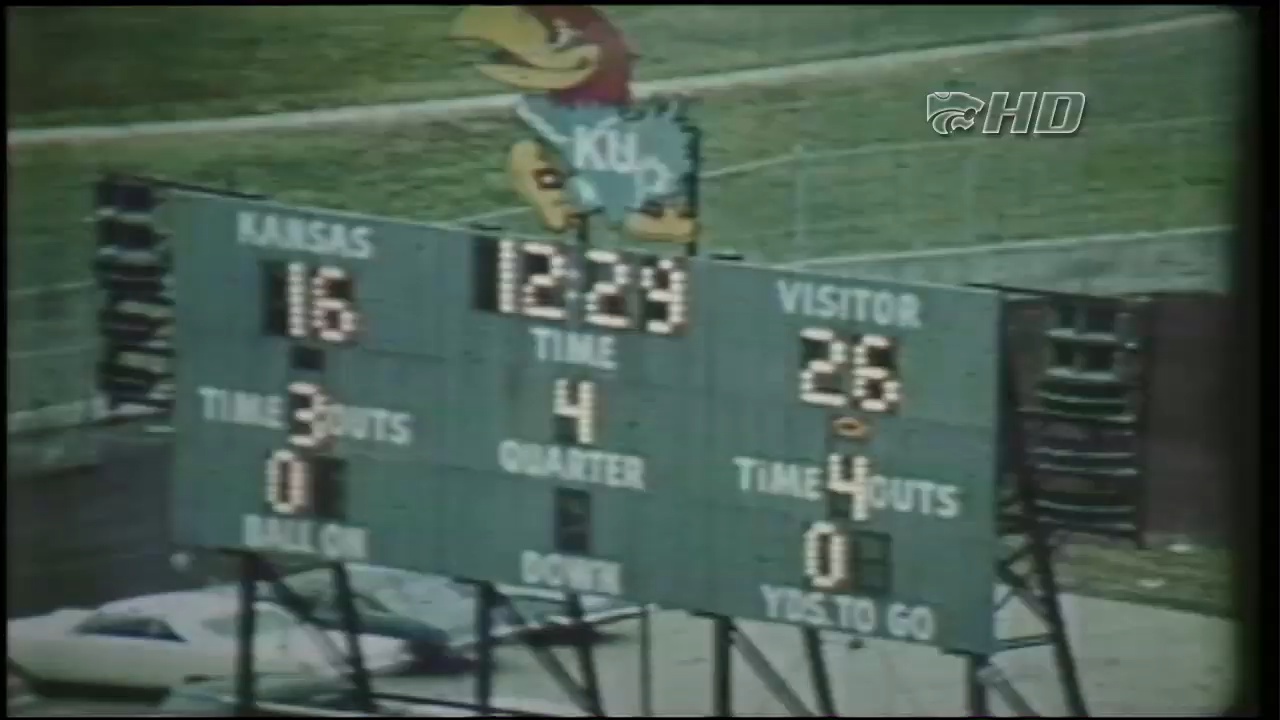 HD
KU
KANSAS
16
12:29
TIME
VISITOR
26
TIME 3 OUTS
4
QUARTER
TIME 4 OUTS
0
BALL ON
DOWN
0
YDS. TO GO